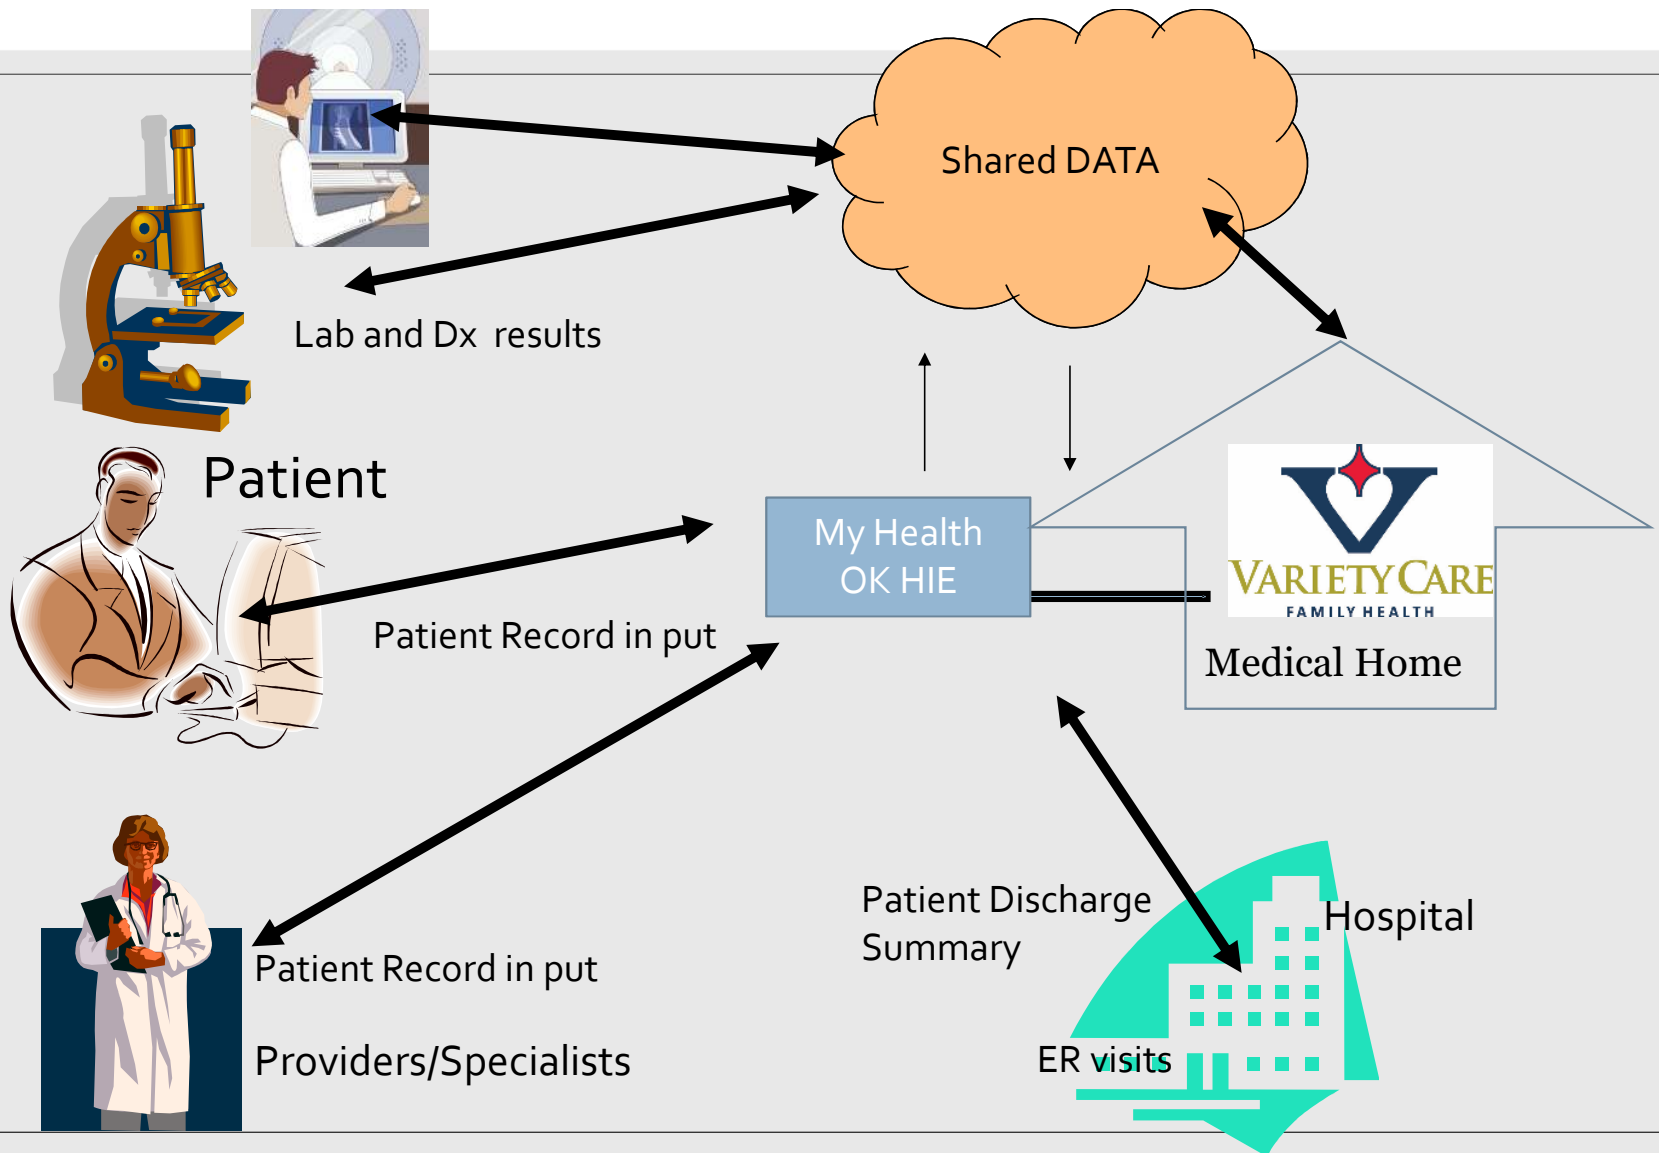 Shared DATA
Lab and Dx results
Patient
My Health
OK HIE
VARIETY CARE
FAMILY HEALTH
Patient Record in put
Medical Home
Patient Discharge
Summary
Hospital
Patient Record in put
ER visits
Providers/Specialists